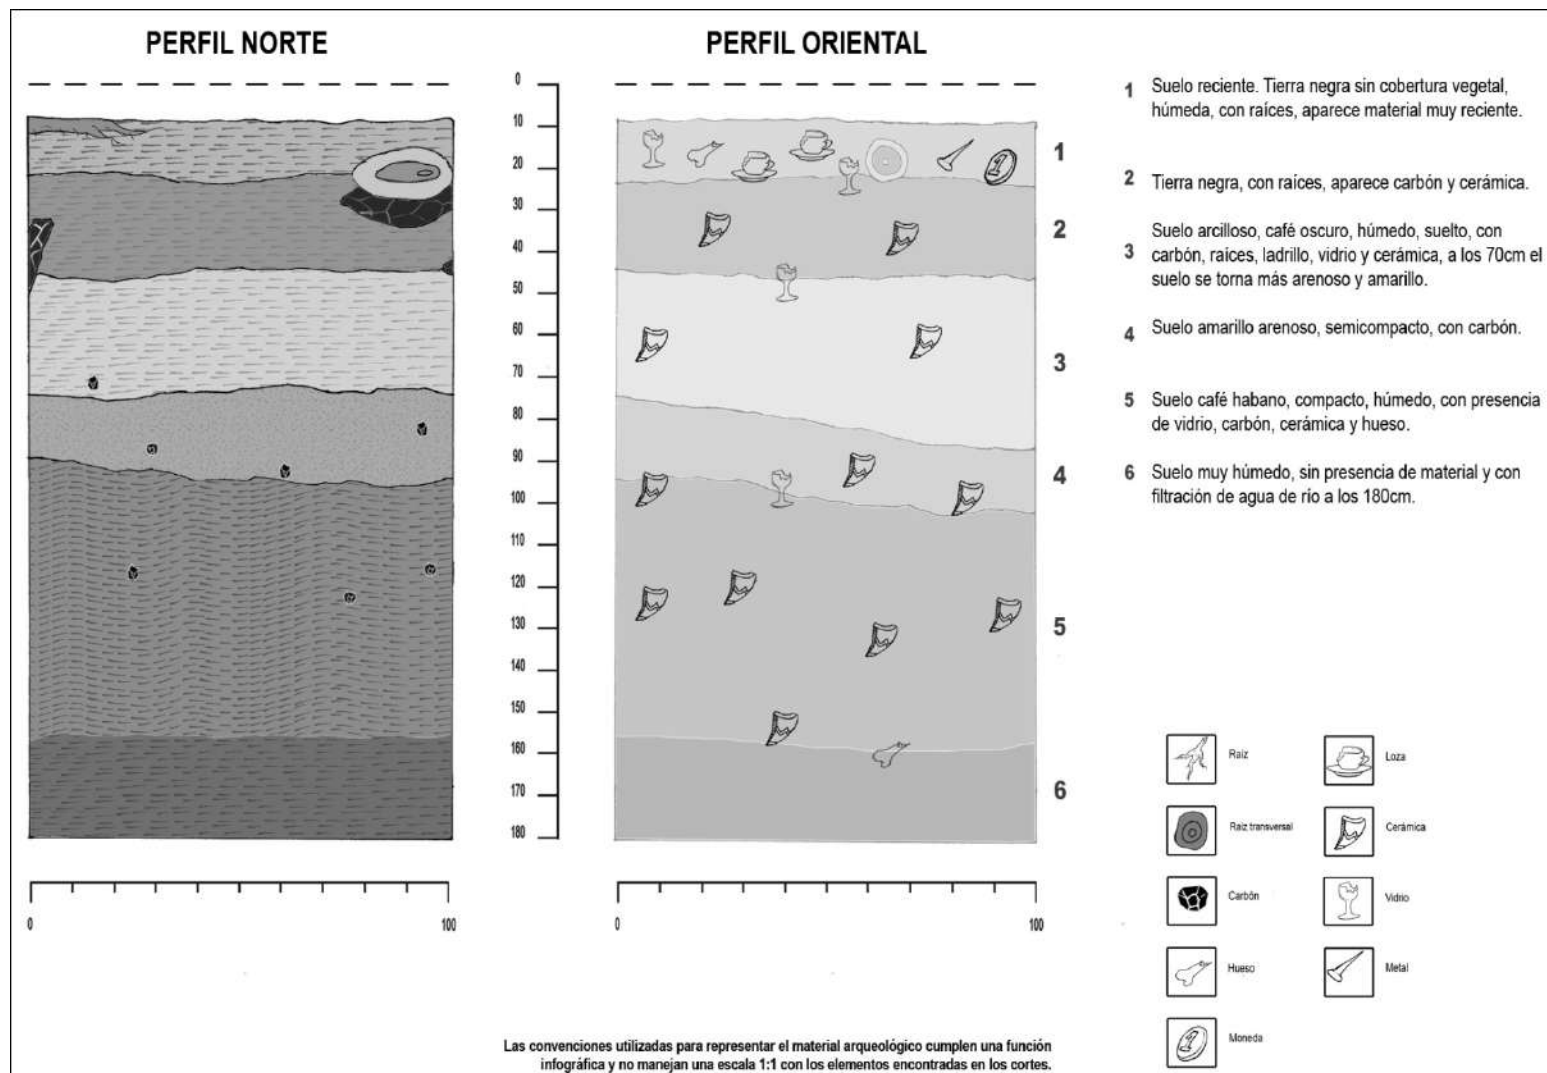 PERFIL NORTE
PERFIL ORIENTAL
0
10
20
30
40
50
60
70
80
90
100
110
120
130
140
150
160
170
180
1
2
3
4
5
6
0
100
0
100
1 Suelo reciente. Tierra negra sin cobertura vegetal,
húmeda, con raíces, aparece material muy reciente.
2 Tierra negra, con raíces, aparece carbón y cerámica.
3 Suelo arcilloso, café oscuro, húmedo, suelto, con
carbón, raíces, ladrillo, vidrio y cerámica, a los 70cm el
suelo se torna más arenoso y amarillo.
4 Suelo amarillo arenoso, semicompacto, con carbón.
5 Suelo café habano, compacto, húmedo, con presencia
de vidrio, carbón, cerámica y hueso.
6 Suelo muy húmedo, sin presencia de material y con
filtración de agua de río a los 180cm.
Raíz
Loza
Raíz transversal
Cerámica
Carbón
Vidrio
Hueso
Metal
Moneda
Las convenciones utilizadas para representar el material arqueológico cumplen una función
infográfica y no manejan una escala 1:1 con los elementos encontradas en los cortes.